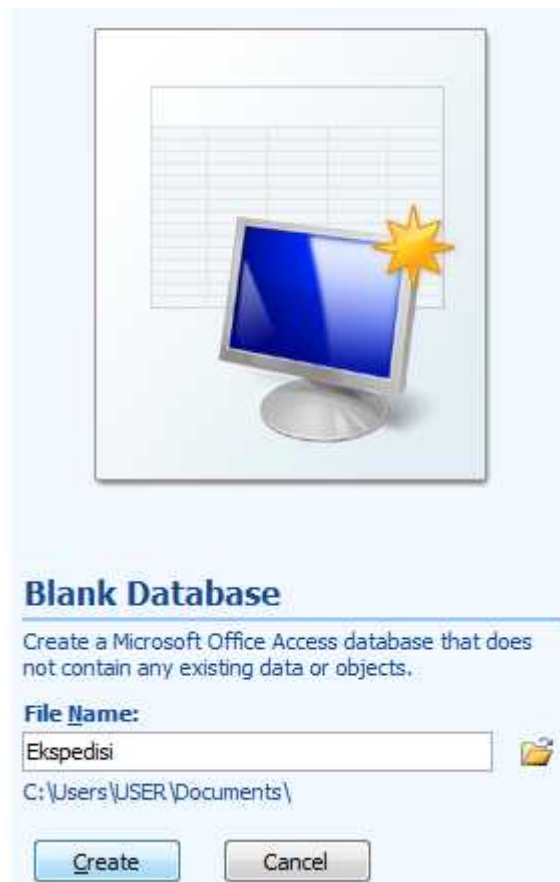 Blank Database
Create a Microsoft Office Access database that does
not contain any existing data or objects.
File Name:
Ekspedisi
C:\Users\USER\Documents\
Create
Cancel